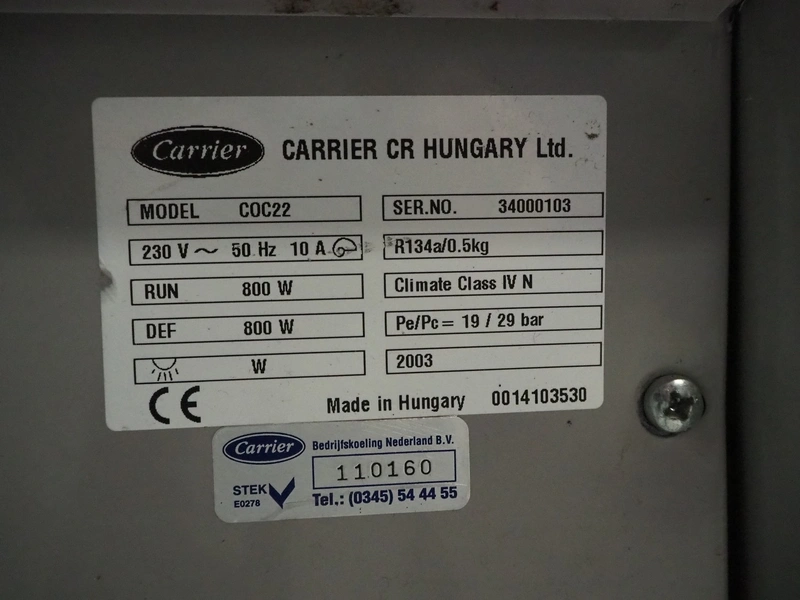 Carrier CARRIER CR HUNGARY Ltd.
MODEL COC22
SER.NO. 34000103
230 V ~ 50 Hz 10 A
R134a/0.5kg
RUN 800 W
Climate Class IV N
DEF 800 W
Pe/Pc = 19 / 29 bar
W
2003
CE Made in Hungary 0014103530
Carrier Bedrijfskoeling Nederland B.V.
110160
STEK
E0278
Tel.: (0345) 54 44 55